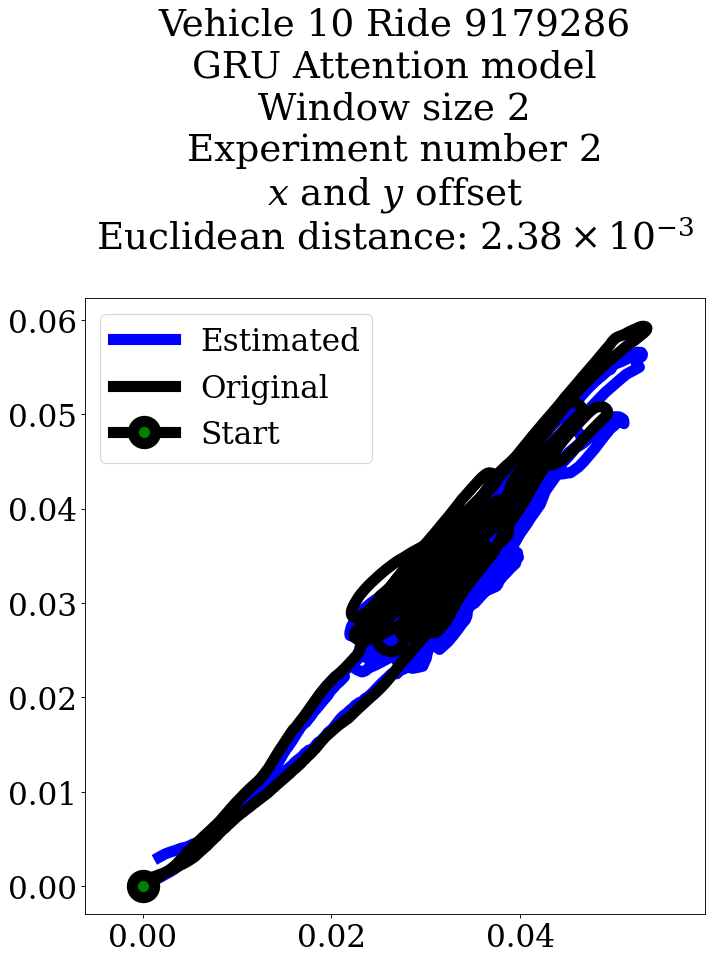 Vehicle 10 Ride 9179286
GRU Attention model
Window size 2
Experiment number 2
x and y offset
Euclidean distance: 2.38 × 10⁻³
Estimated
Original
Start
0.06
0.05
0.04
0.03
0.02
0.01
0.00
0.00 0.02 0.04